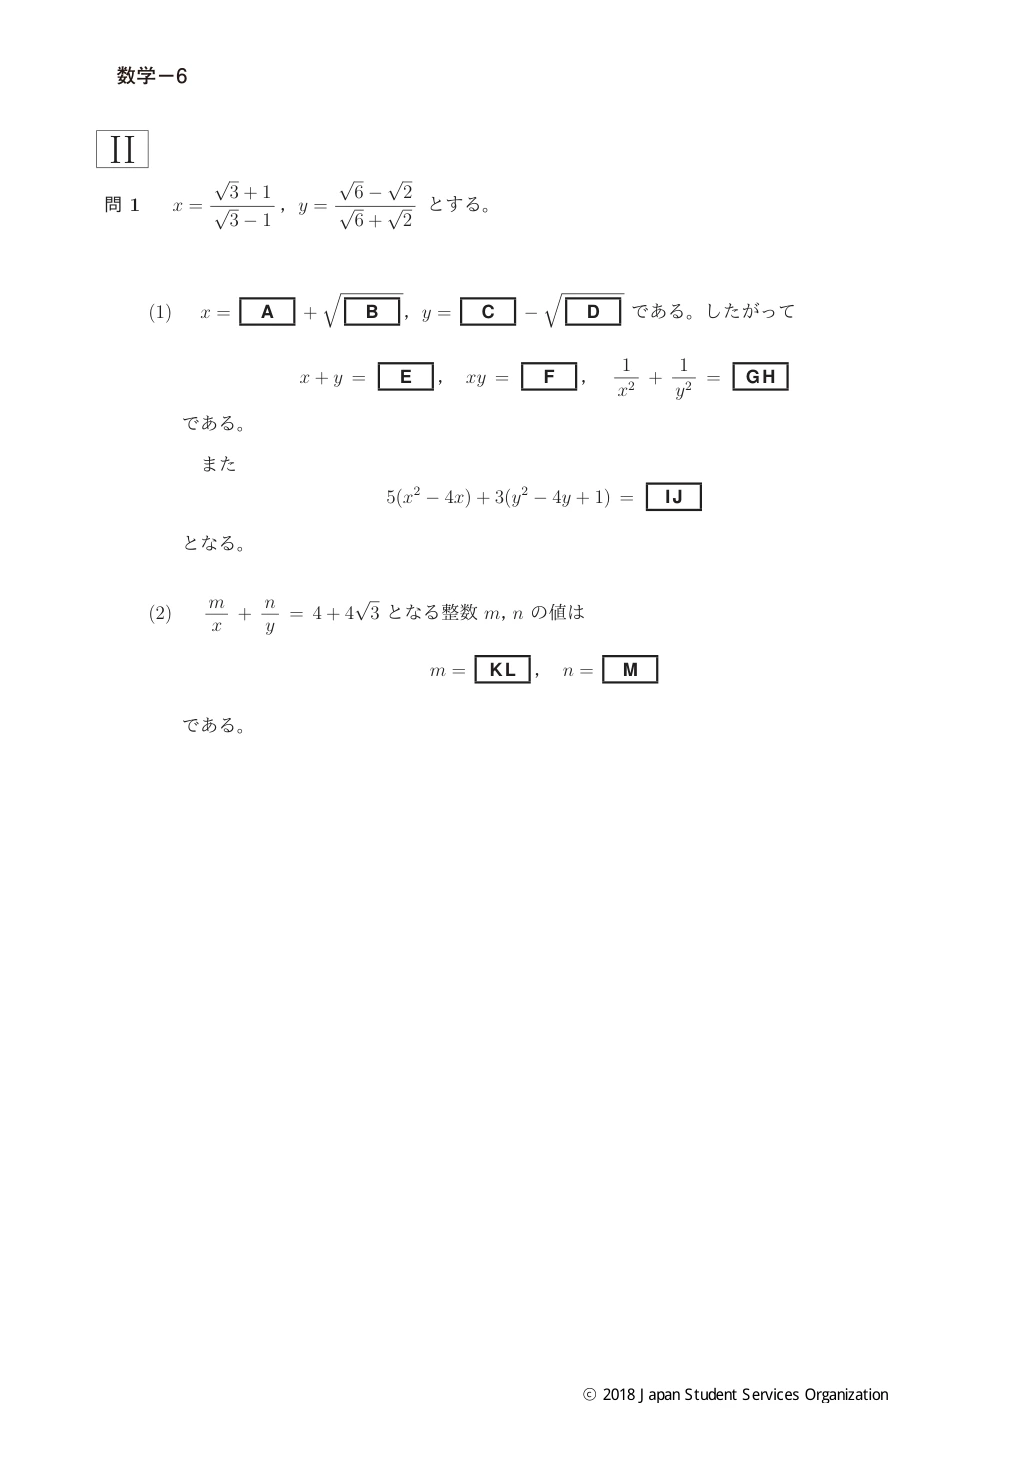 数学－6
II
問 1 x = (√3 + 1)/(√3 − 1), y = (√6 − √2)/(√6 + √2) とする。
(1) x = A + √B, y = C − √D である。したがって
x + y = E, xy = F, 1/x² + 1/y² = GH
である。
また
5(x² − 4x) + 3(y² − 4y + 1) = IJ
となる。
(2) m/x + n/y = 4 + 4√3 となる整数 m, n の値は
m = KL, n = M
である。
© 2018 Japan Student Services Organization